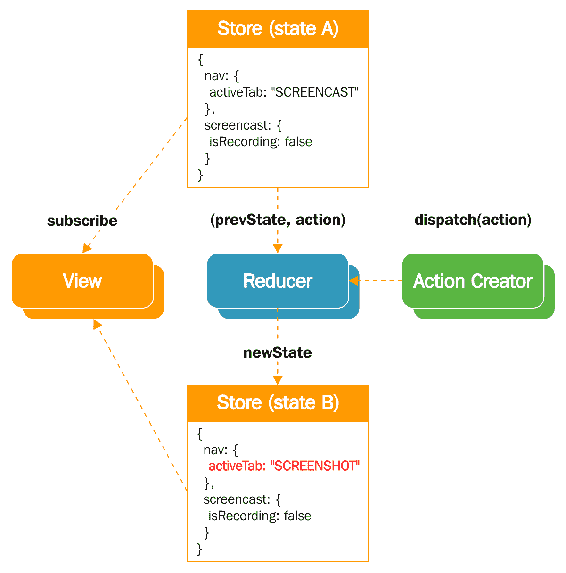 Store (state A)
{
nav: {
activeTab: "SCREENCAST"
},
screencast: {
isRecording: false
}
}
subscribe
(prevState, action)
dispatch(action)
View
Reducer
Action Creator
newState
Store (state B)
{
nav: {
activeTab: "SCREENSHOT"
},
screencast: {
isRecording: false
}
}